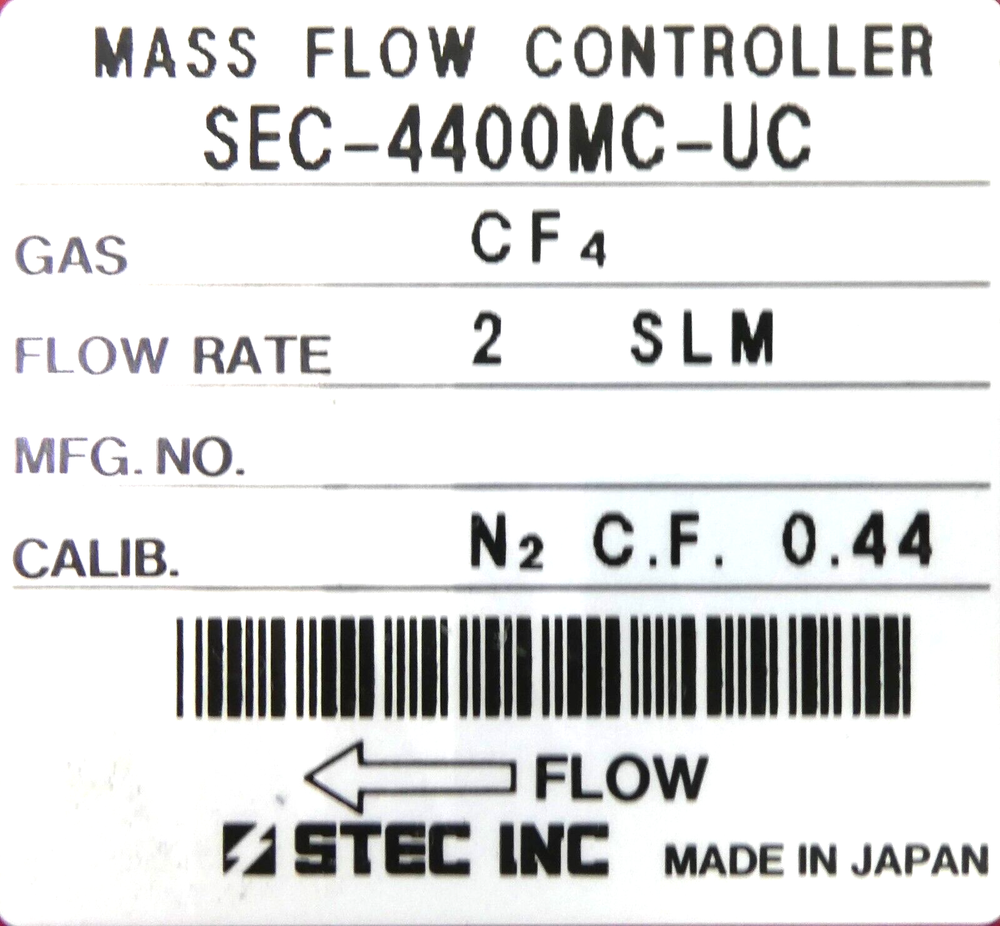 MASS FLOW CONTROLLER
SEC-4400MC-UC
GAS CF₄
FLOW RATE 2 SLM
MFG. NO.
CALIB. N₂ C.F. 0.44
FLOW
STEC INC MADE IN JAPAN